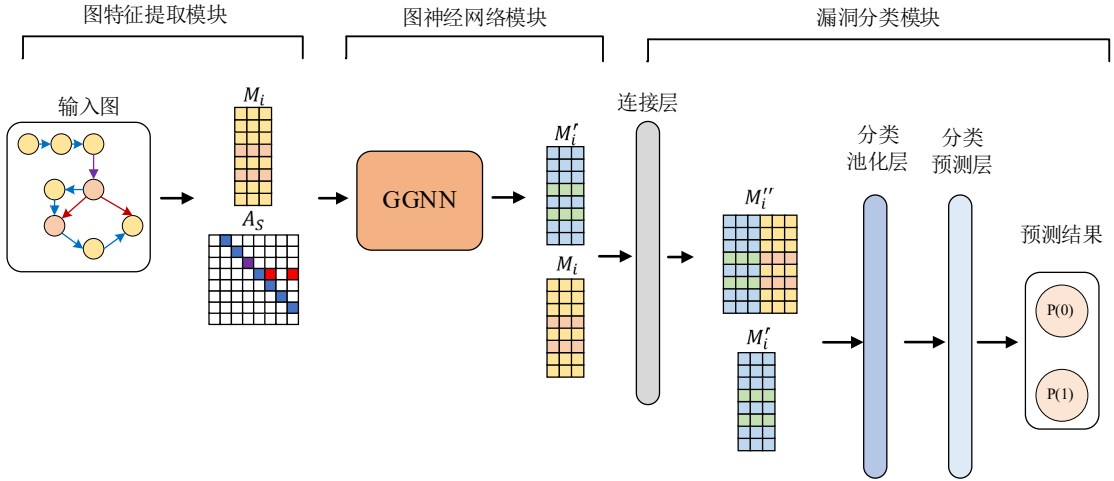 图特征提取模块
图神经网络模块
漏洞分类模块
输入图
M_i
A_S
GGNN
M_i'
M_i
连接层
M_i''
M_i'
分类
池化层
分类
预测层
预测结果
P(0)
P(1)